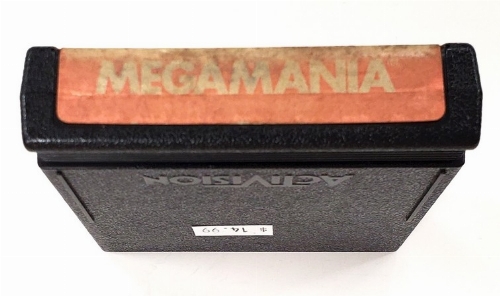 MEGAMANIA
ACTIVISION
$ 14.99